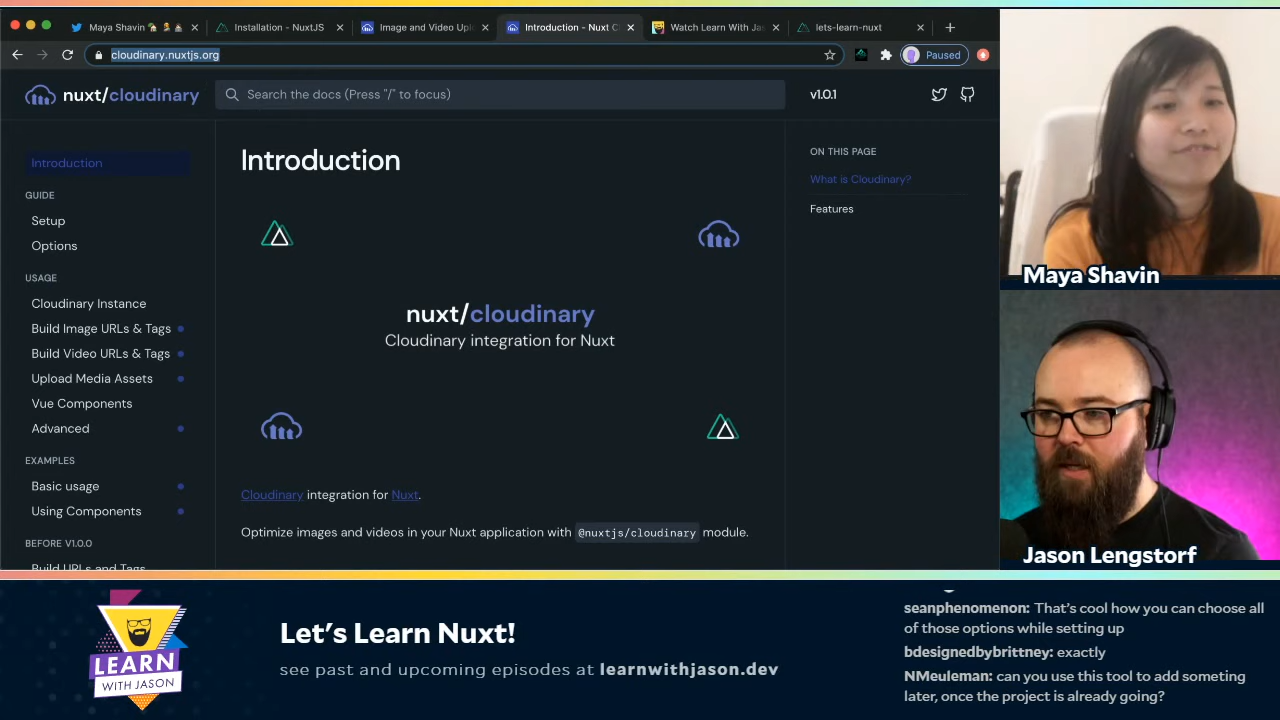 Maya Shavin
Installation - NuxtJS
Image and Video Uplo
Introduction - Nuxt C
Watch Learn With Jas
lets-learn-nuxt
cloudinary.nuxtjs.org
Paused
nuxt/cloudinary
Search the docs (Press "/" to focus)
v1.0.1
Introduction
GUIDE
Setup
Options
USAGE
Cloudinary Instance
Build Image URLs & Tags
Build Video URLs & Tags
Upload Media Assets
Vue Components
Advanced
EXAMPLES
Basic usage
Using Components
BEFORE V1.0.0
Build URLs and Tags
Introduction
nuxt/cloudinary
Cloudinary integration for Nuxt
Cloudinary integration for Nuxt.
Optimize images and videos in your Nuxt application with @nuxtjs/cloudinary module.
ON THIS PAGE
What is Cloudinary?
Features
Maya Shavin
Jason Lengstorf
LEARN
WITH JASON
Let's Learn Nuxt!
see past and upcoming episodes at learnwithjason.dev
seanphenomenon: That's cool how you can choose all
of those options while setting up
bdesignedbybrittney: exactly
NMeuleman: can you use this tool to add someting
later, once the project is already going?